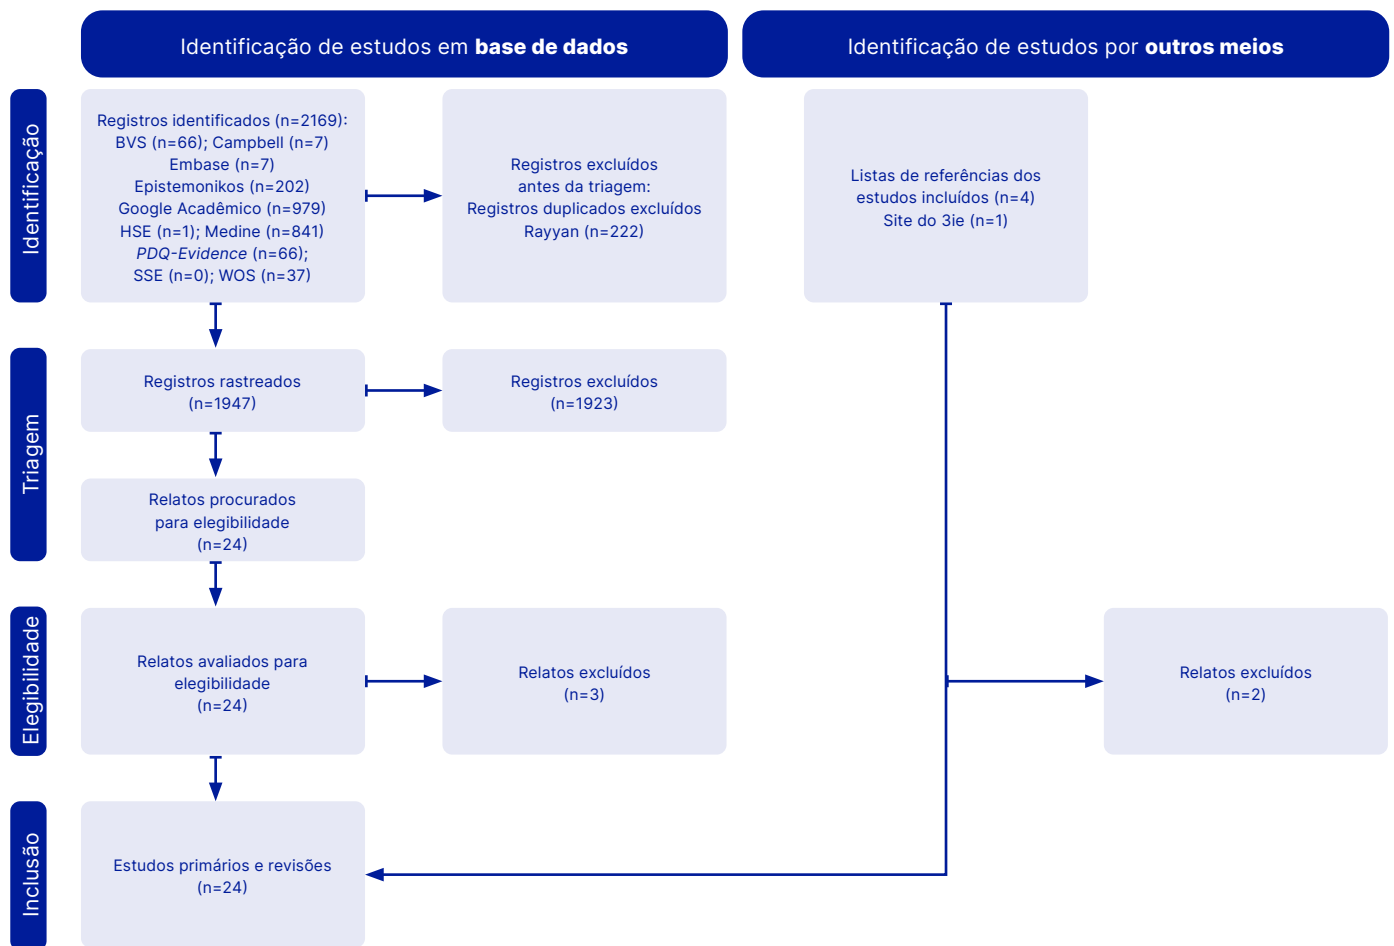 Identificação de estudos em base de dados
Identificação de estudos por outros meios
Identificação
Registros identificados (n=2169):
BVS (n=66); Campbell (n=7)
Embase (n=7)
Epistemonikos (n=202)
Google Acadêmico (n=979)
HSE (n=1); Medine (n=841)
PDQ-Evidence (n=66);
SSE (n=0); WOS (n=37)
Registros excluídos
antes da triagem:
Registros duplicados excluídos
Rayyan (n=222)
Listas de referências dos
estudos incluídos (n=4)
Site do 3ie (n=1)
Triagem
Registros rastreados
(n=1947)
Registros excluídos
(n=1923)
Relatos procurados
para elegibilidade
(n=24)
Elegibilidade
Relatos avaliados para
elegibilidade
(n=24)
Relatos excluídos
(n=3)
Relatos excluídos
(n=2)
Inclusão
Estudos primários e revisões
(n=24)